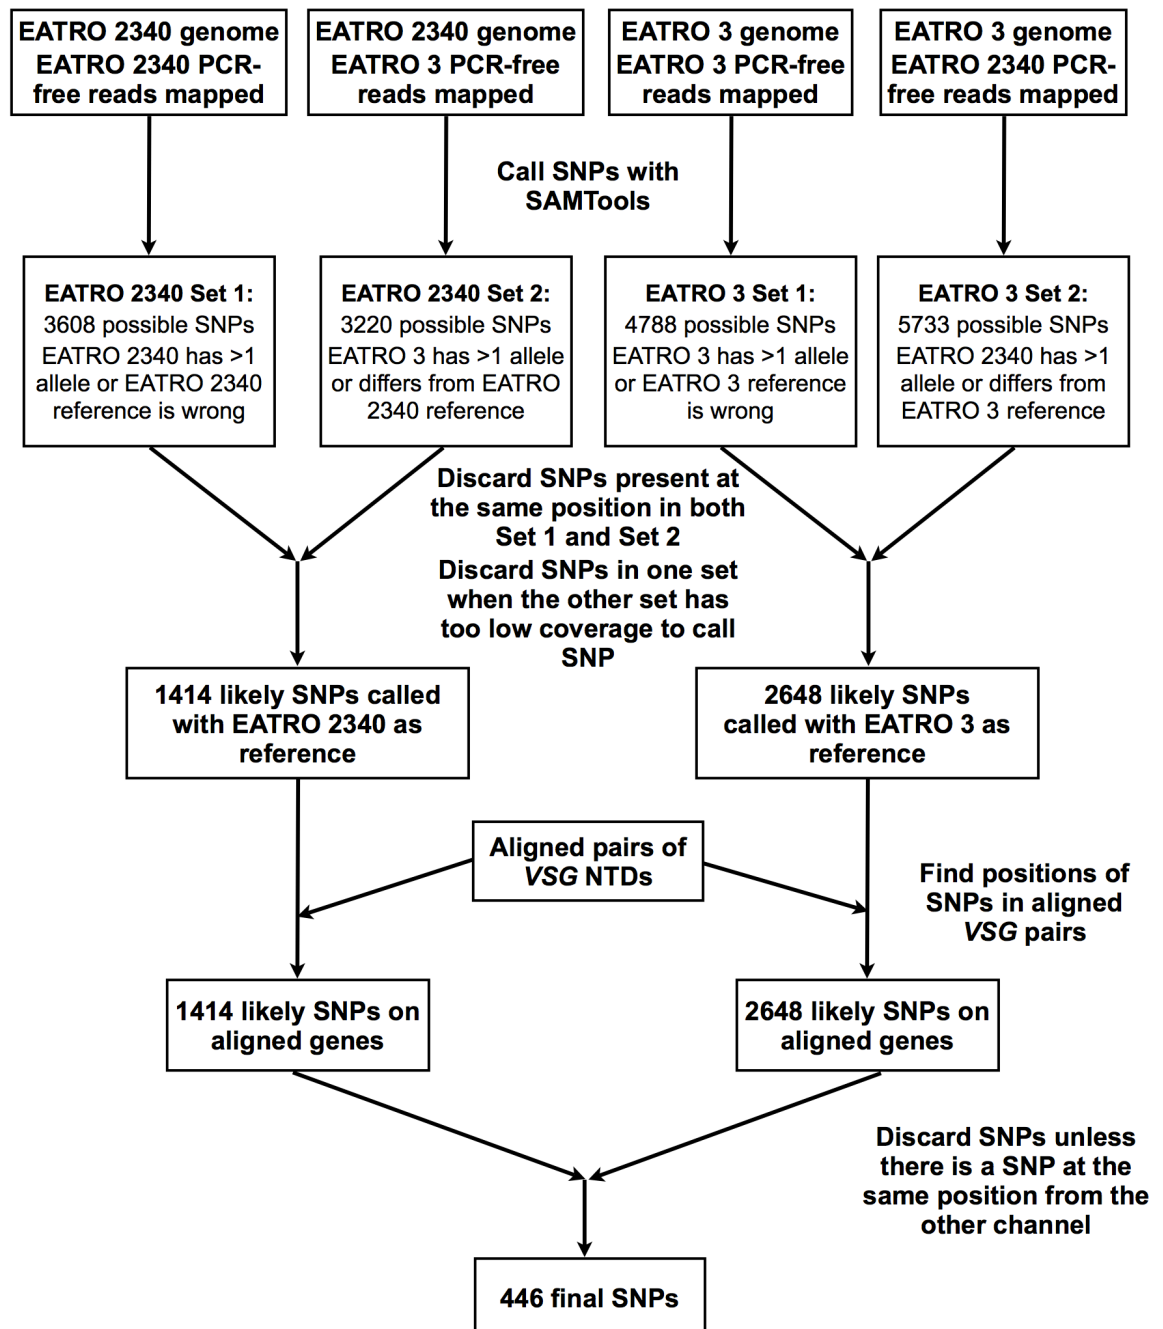 EATRO 2340 genome
EATRO 2340 PCR-
free reads mapped
EATRO 2340 genome
EATRO 3 PCR-free
reads mapped
EATRO 3 genome
EATRO 3 PCR-free
reads mapped
EATRO 3 genome
EATRO 2340 PCR-
free reads mapped
Call SNPs with
SAMTools
EATRO 2340 Set 1:
3608 possible SNPs
EATRO 2340 has >1
allele or EATRO 2340
reference is wrong
EATRO 2340 Set 2:
3220 possible SNPs
EATRO 3 has >1 allele
or differs from EATRO
2340 reference
EATRO 3 Set 1:
4788 possible SNPs
EATRO 3 has >1 allele
or EATRO 3 reference
is wrong
EATRO 3 Set 2:
5733 possible SNPs
EATRO 2340 has >1
allele or differs from
EATRO 3 reference
Discard SNPs present at
the same position in both
Set 1 and Set 2
Discard SNPs in one set
when the other set has
too low coverage to call
SNP
1414 likely SNPs called
with EATRO 2340 as
reference
2648 likely SNPs
called with EATRO 3 as
reference
Aligned pairs of
VSG NTDs
Find positions of
SNPs in aligned
VSG pairs
1414 likely SNPs on
aligned genes
2648 likely SNPs on
aligned genes
Discard SNPs unless
there is a SNP at the
same position from the
other channel
446 final SNPs